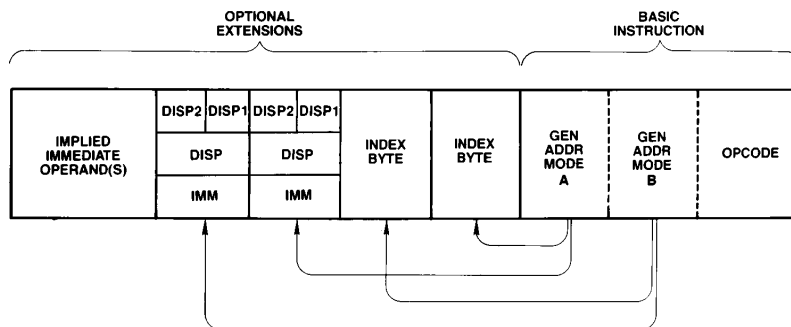 OPTIONAL
EXTENSIONS
BASIC
INSTRUCTION
IMPLIED
IMMEDIATE
OPERAND(S)
DISP2
DISP1
DISP
IMM
DISP2
DISP1
DISP
IMM
INDEX
BYTE
INDEX
BYTE
GEN
ADDR
MODE
A
GEN
ADDR
MODE
B
OPCODE